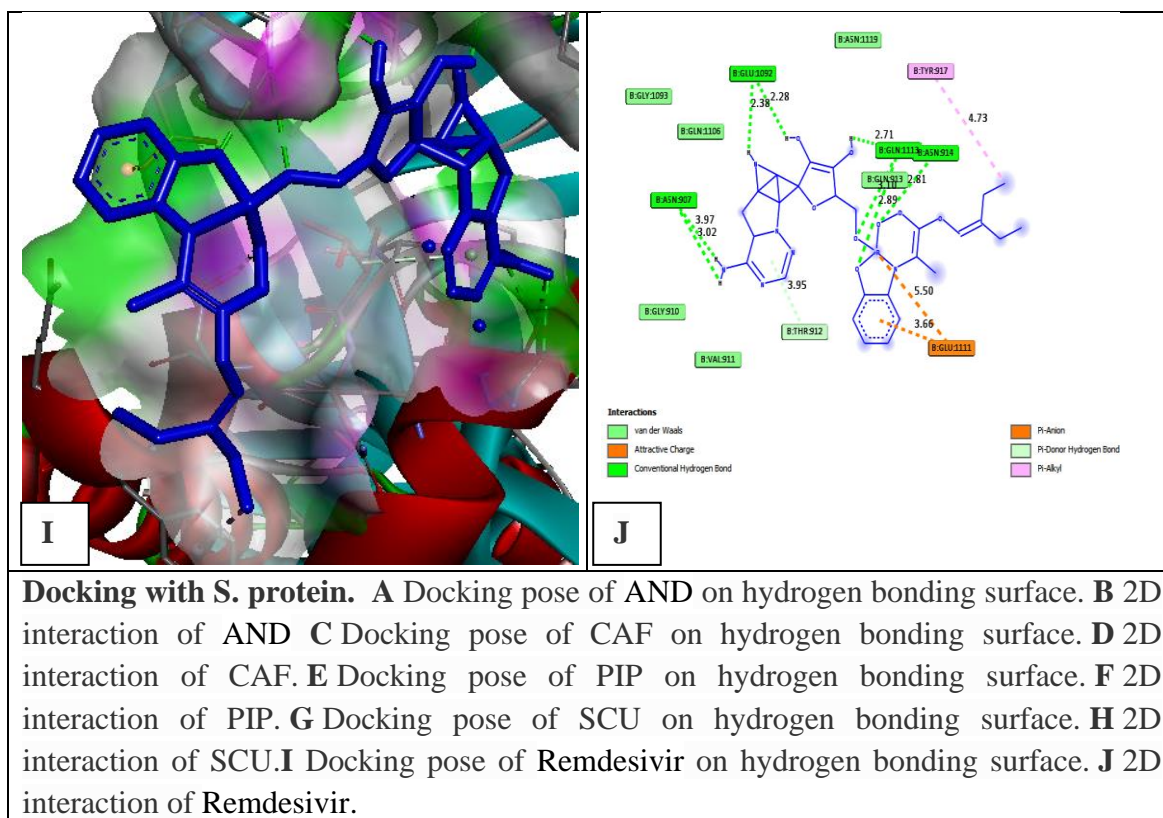 I
B:ASN:1119
B:GLU:1092
B:TYR:917
B:GLY:1093
2.38
2.28
4.73
B:GLN:1106
2.71
B:GLN:1113
B:ASN:914
B:GLN:913
3.10
2.81
2.89
B:ASN:907
3.97
3.02
3.95
5.50
3.66
B:GLY:910
B:THR:912
B:GLU:1111
B:VAL:911
Interactions
van der Waals
Attractive Charge
Conventional Hydrogen Bond
Pi-Anion
Pi-Donor Hydrogen Bond
Pi-Alkyl
J
Docking with S. protein. A Docking pose of AND on hydrogen bonding surface. B 2D
interaction of AND C Docking pose of CAF on hydrogen bonding surface. D 2D
interaction of CAF. E Docking pose of PIP on hydrogen bonding surface. F 2D
interaction of PIP. G Docking pose of SCU on hydrogen bonding surface. H 2D
interaction of SCU.I Docking pose of Remdesivir on hydrogen bonding surface. J 2D
interaction of Remdesivir.